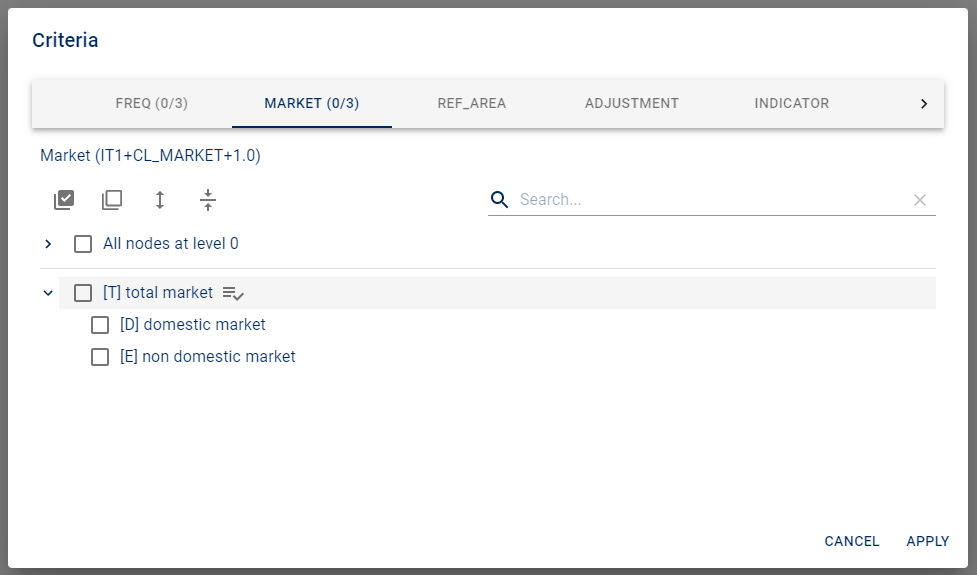 Criteria
FREQ (0/3) MARKET (0/3) REF_AREA ADJUSTMENT INDICATOR
Market (IT1+CL_MARKET+1.0)
Search...
All nodes at level 0
[T] total market
[D] domestic market
[E] non domestic market
CANCEL APPLY